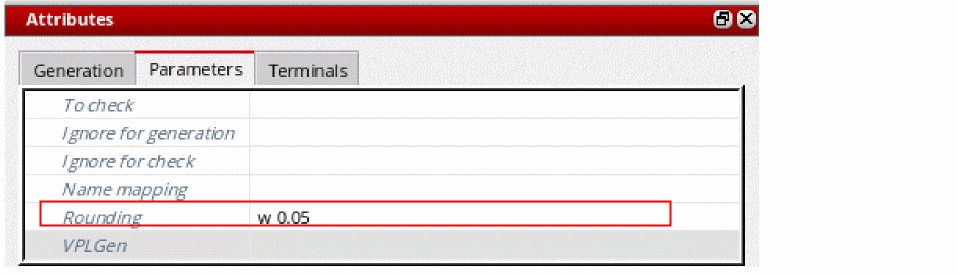 Attributes
Generation Parameters Terminals
To check
Ignore for generation
Ignore for check
Name mapping
Rounding w 0.05
VPLGen